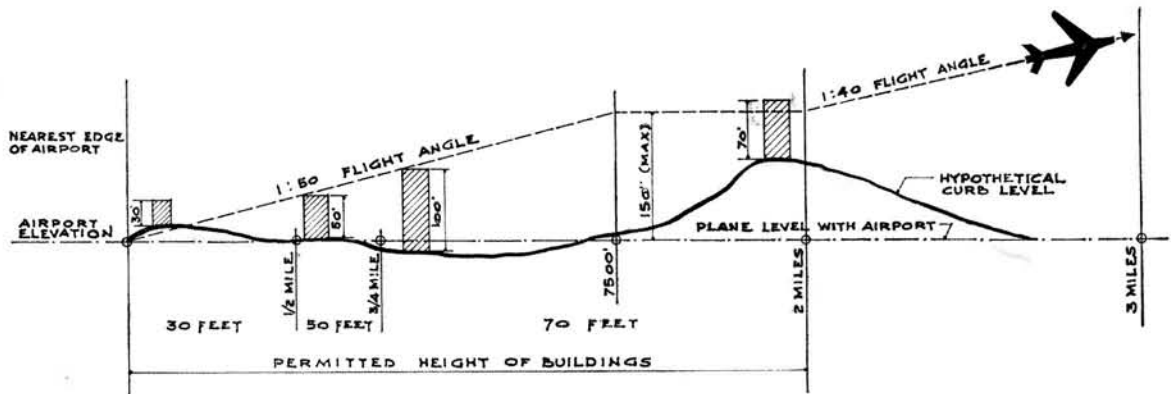 1:40 FLIGHT ANGLE
NEAREST EDGE
OF AIRPORT
1:50 FLIGHT ANGLE
70'
150" (MAX)
HYPOTHETICAL
CURB LEVEL
30'
50'
100'
AIRPORT
ELEVATION
PLANE LEVEL WITH AIRPORT
1/2 MILE
3/4 MILE
7500'
2 MILES
3 MILES
30 FEET
50 FEET
70 FEET
PERMITTED HEIGHT OF BUILDINGS